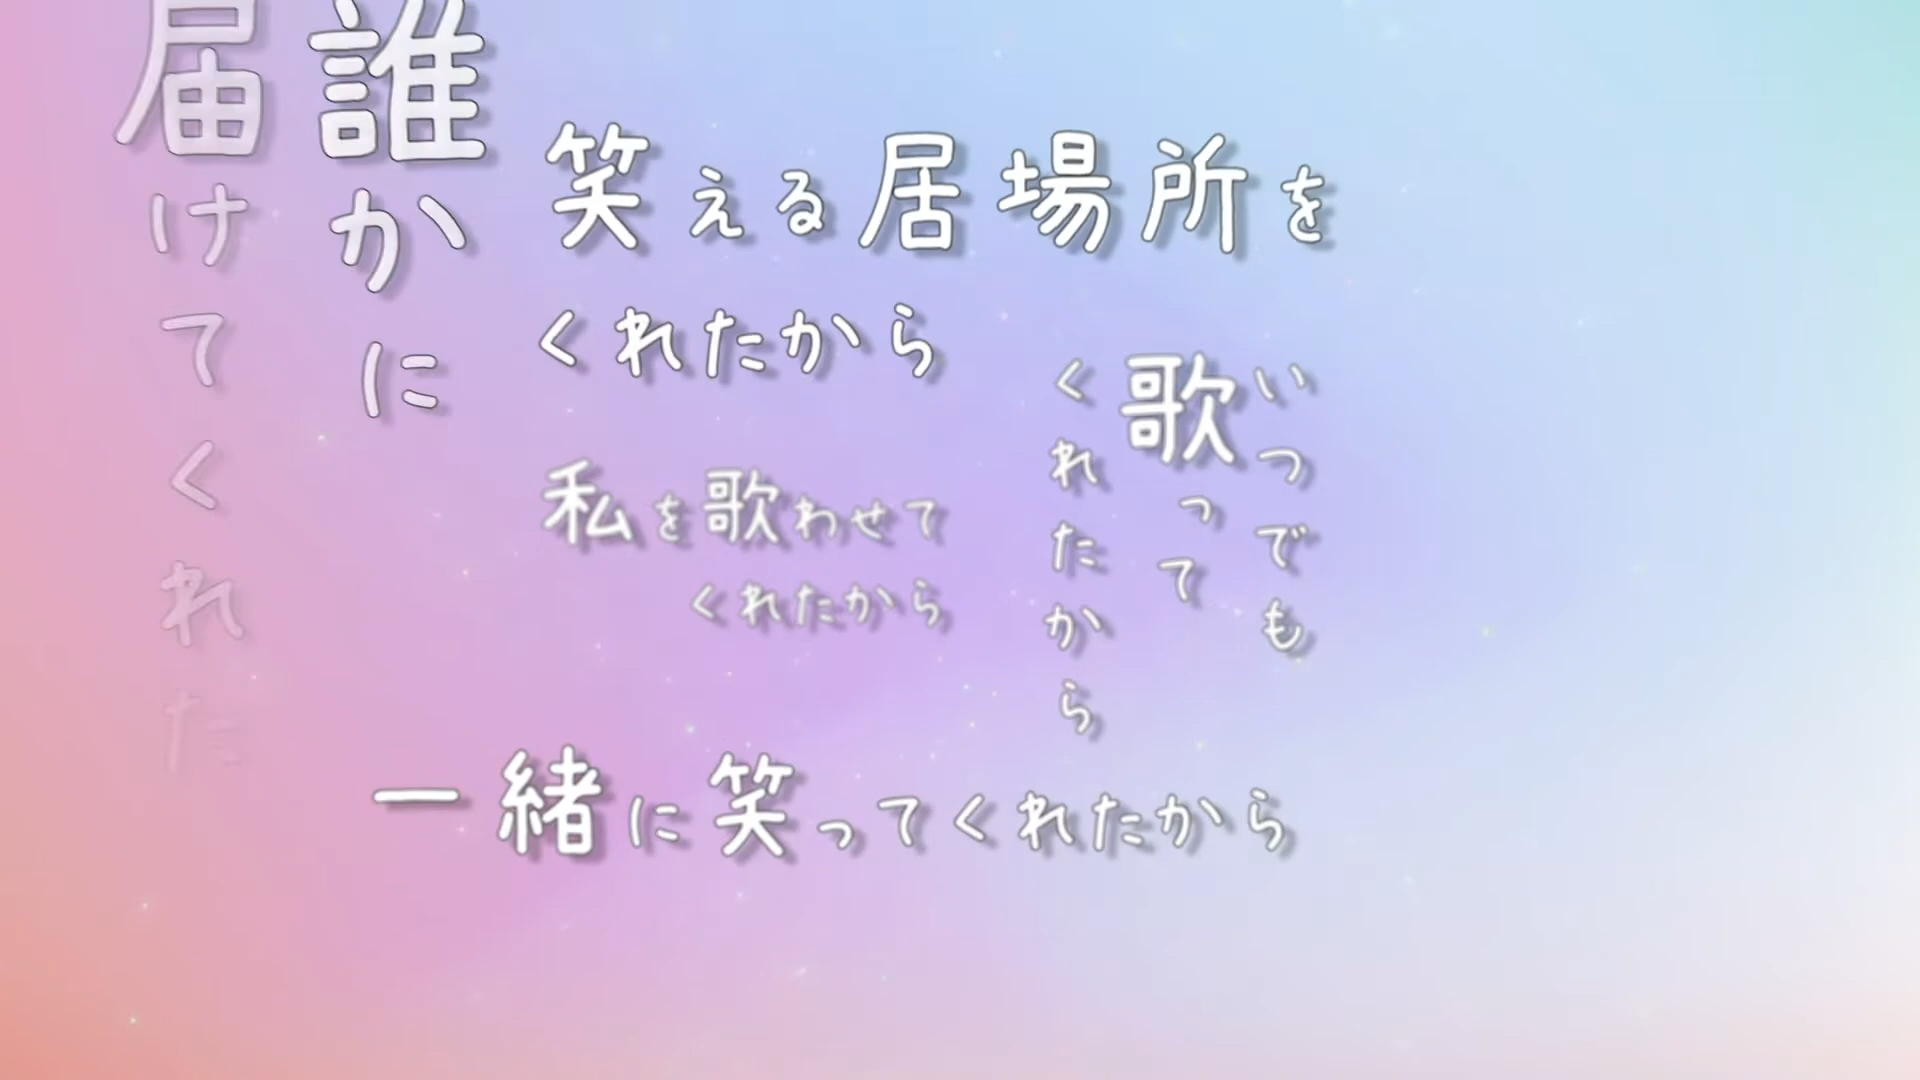 誰かに
届けてくれた
笑える居場所を
くれたから
私を歌わせて
くれたから
いつでも
歌って
くれたから
一緒に笑ってくれたから